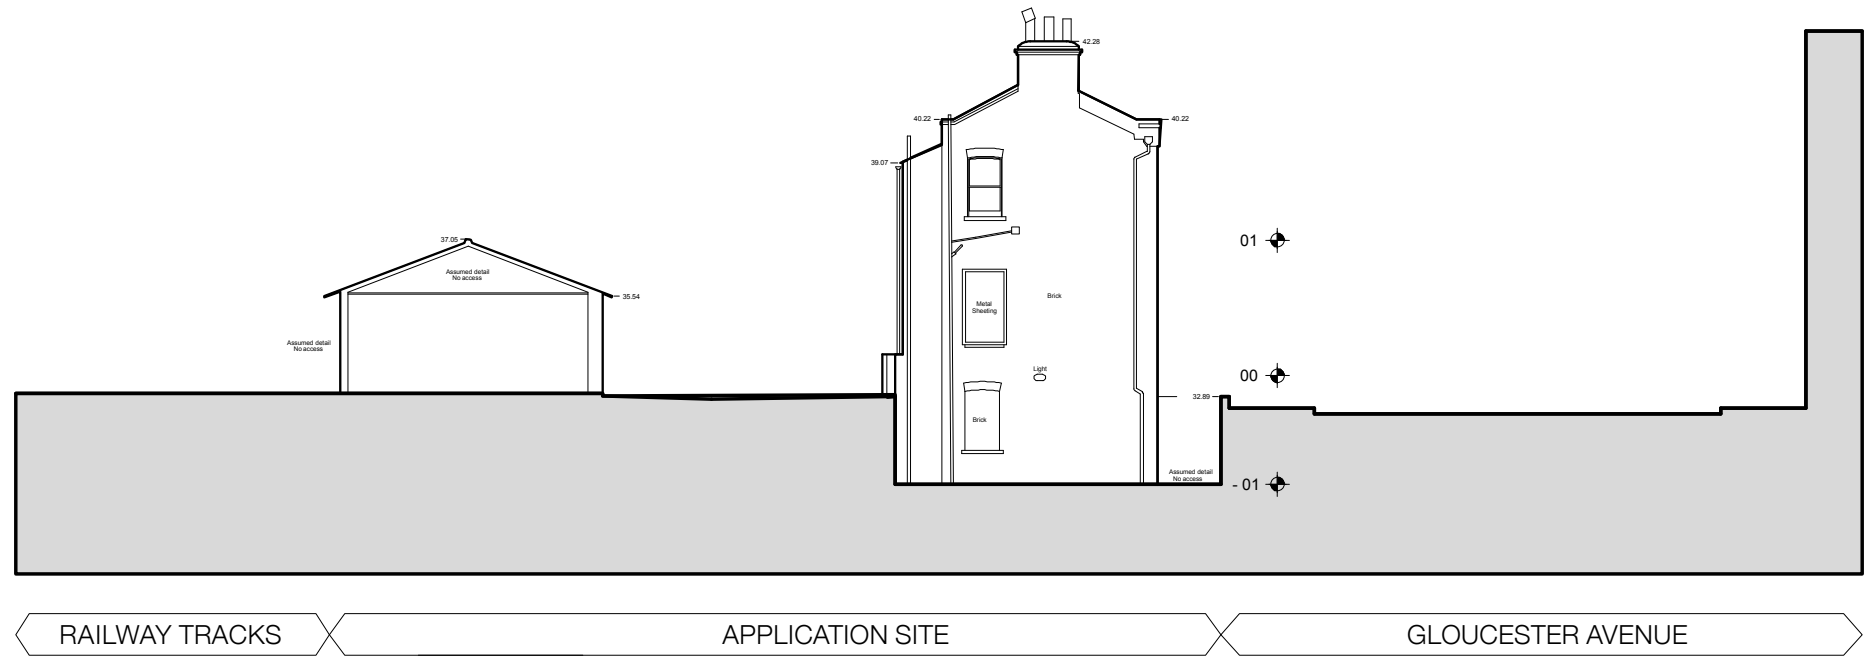 42.28
40.22
40.22
39.07
37.05
Assumed detail
No access
35.54
01
Metal
Sheeting
Brick
Assumed detail
No access
Light
00
32.89
Brick
Assumed detail
No access
- 01
RAILWAY TRACKS
APPLICATION SITE
GLOUCESTER AVENUE